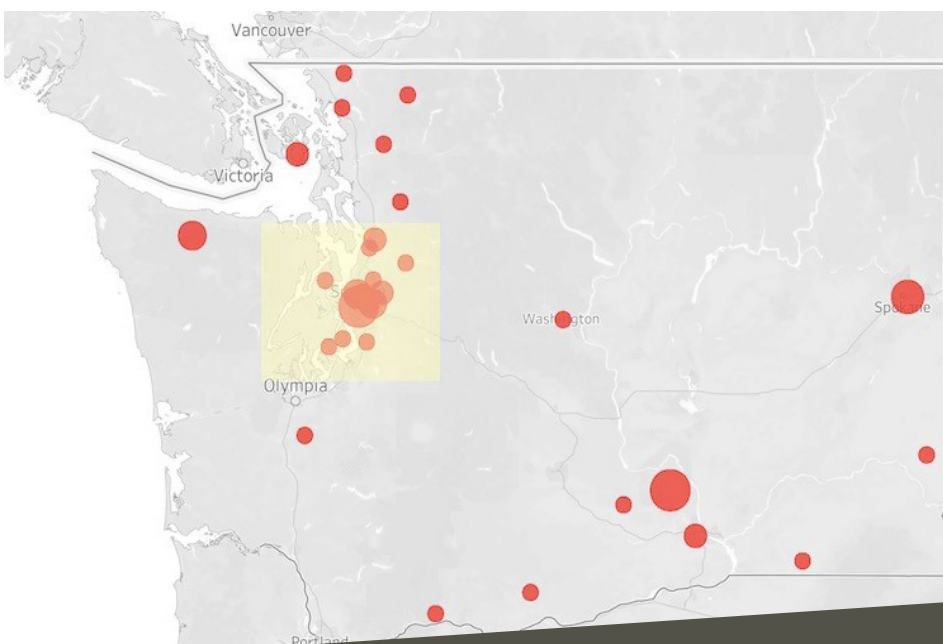 Vancouver
Victoria
Olympia
Washington
Spokane
Portland